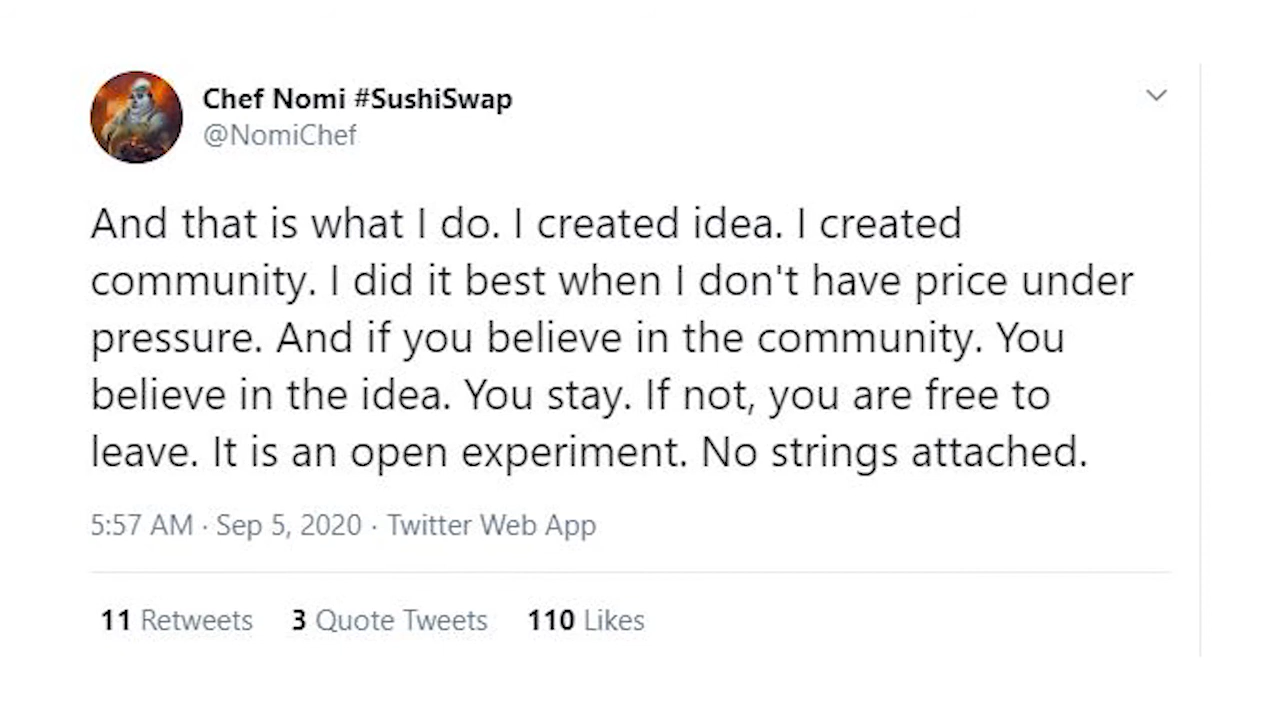 Chef Nomi #SushiSwap
@NomiChef
And that is what I do. I created idea. I created
community. I did it best when I don't have price under
pressure. And if you believe in the community. You
believe in the idea. You stay. If not, you are free to
leave. It is an open experiment. No strings attached.
5:57 AM · Sep 5, 2020 · Twitter Web App
11 Retweets 3 Quote Tweets 110 Likes